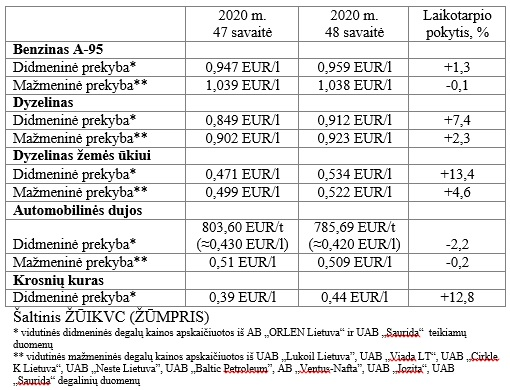 2020 m. 47 savaitė 2020 m. 48 savaitė Laikotarpio pokytis, %
Benzinas A-95
Didmeninė prekyba* 0,947 EUR/l 0,959 EUR/l +1,3
Mažmeninė prekyba** 1,039 EUR/l 1,038 EUR/l -0,1
Dyzelinas
Didmeninė prekyba* 0,849 EUR/l 0,912 EUR/l +7,4
Mažmeninė prekyba** 0,902 EUR/l 0,923 EUR/l +2,3
Dyzelinas žemės ūkiui
Didmeninė prekyba* 0,471 EUR/l 0,534 EUR/l +13,4
Mažmeninė prekyba** 0,499 EUR/l 0,522 EUR/l +4,6
Automobilinės dujos
Didmeninė prekyba* 803,60 EUR/t (≈0,430 EUR/l) 785,69 EUR/t (≈0,420 EUR/l) -2,2
Mažmeninė prekyba** 0,51 EUR/l 0,509 EUR/l -0,2
Krosnių kuras
Didmeninė prekyba* 0,39 EUR/l 0,44 EUR/l +12,8
Šaltinis ŽŪIKVC (ŽŪMPRIS)
* vidutinės didmeninės degalų kainos apskaičiuotos iš AB „ORLEN Lietuva“ ir UAB „Saurida“ teikiamų
duomenų
** vidutinės mažmeninės degalų kainos apskaičiuotos iš UAB „Lukoil Lietuva”, UAB „Viada LT“, UAB „Cirkle
K Lietuva“, UAB „Neste Lietuva”, UAB „Baltic Petroleum”, AB „Ventus-Nafta”, UAB „Jozita“, UAB
„Saurida“ degalinių duomenų